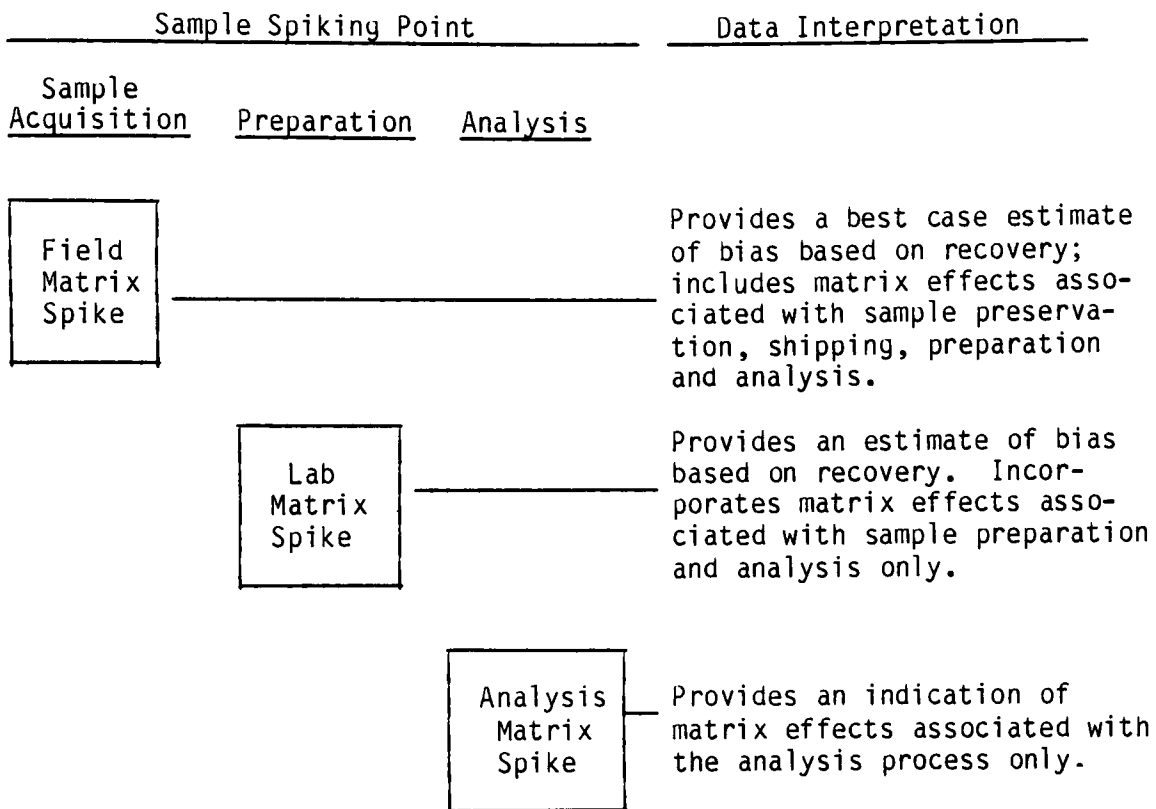 Sample Spiking Point
Data Interpretation
Sample
Acquisition
Preparation
Analysis
Field
Matrix
Spike
Provides a best case estimate
of bias based on recovery;
includes matrix effects asso-
ciated with sample preserva-
tion, shipping, preparation
and analysis.
Lab
Matrix
Spike
Provides an estimate of bias
based on recovery. Incor-
porates matrix effects asso-
ciated with sample preparation
and analysis only.
Analysis
Matrix
Spike
Provides an indication of
matrix effects associated with
the analysis process only.